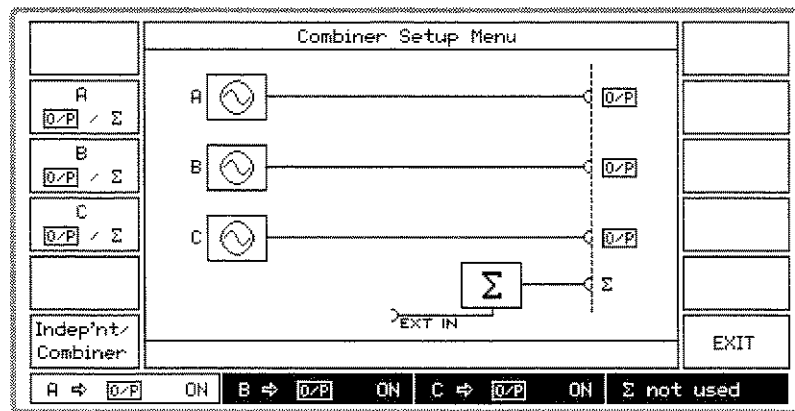 Combiner Setup Menu
A
O/P / Σ
B
O/P / Σ
C
O/P / Σ
Indep'nt/
Combiner
A
O/P
B
O/P
C
O/P
Σ
Σ
EXT IN
EXIT
A ⇨ O/P ON
B ⇨ O/P ON
C ⇨ O/P ON
Σ not used